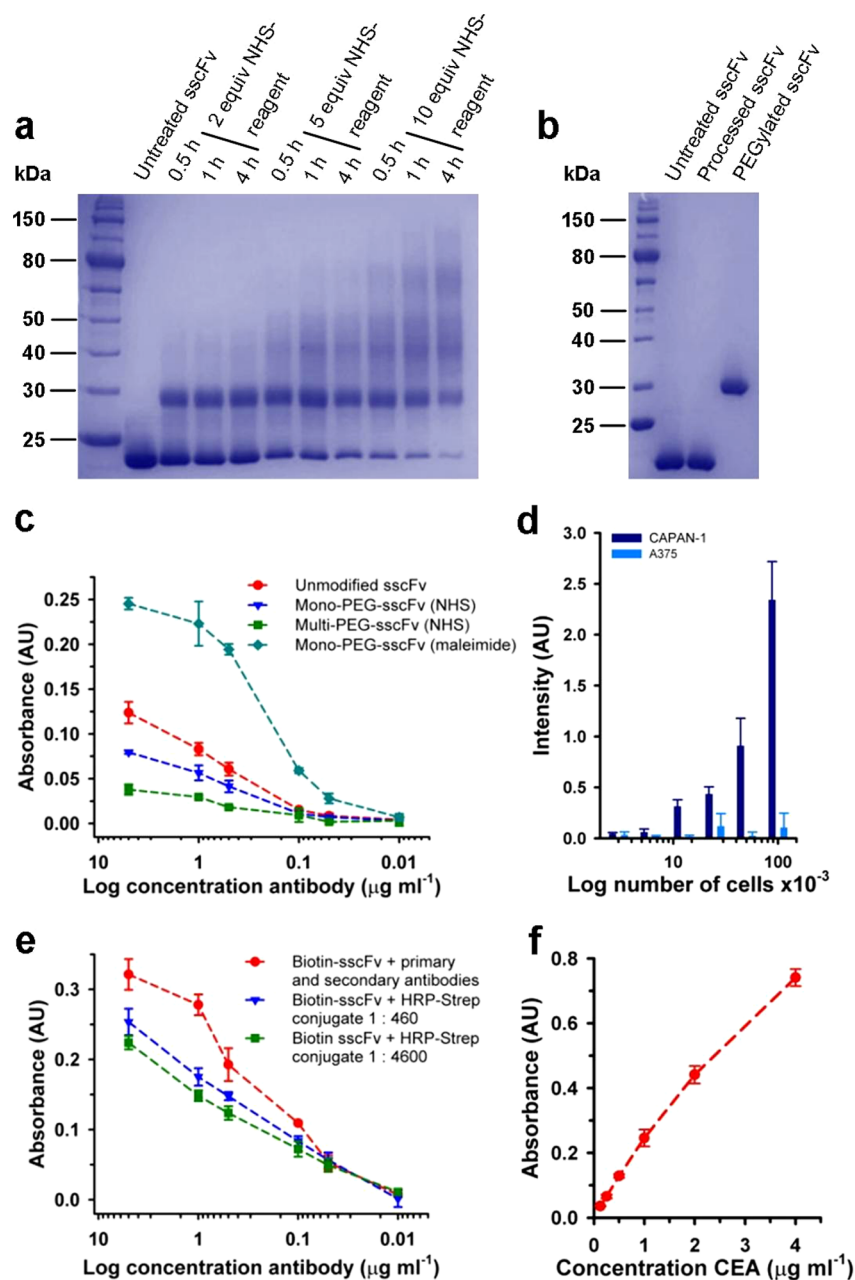 a
Untreated sscFv
0.5 h
1 h
4 h
2 equiv NHS-
reagent
0.5 h
1 h
4 h
5 equiv NHS-
reagent
0.5 h
1 h
4 h
10 equiv NHS-
reagent
kDa
150
80
50
40
30
25
b
Untreated sscFv
Processed sscFv
PEGylated sscFv
kDa
150
80
50
40
30
25
c
Unmodified sscFv
Mono-PEG-sscFv (NHS)
Multi-PEG-sscFv (NHS)
Mono-PEG-sscFv (maleimide)
Absorbance (AU)
0.25
0.20
0.15
0.10
0.05
0.00
10 1 0.1 0.01
Log concentration antibody (μg ml⁻¹)
d
CAPAN-1
A375
Intensity (AU)
3.0
2.5
2.0
1.5
1.0
0.5
0.0
10 100
Log number of cells x10⁻³
e
Biotin-sscFv + primary
and secondary antibodies
Biotin-sscFv + HRP-Strep
conjugate 1 : 460
Biotin sscFv + HRP-Strep
conjugate 1 : 4600
Absorbance (AU)
0.3
0.2
0.1
0.0
10 1 0.1 0.01
Log concentration antibody (μg ml⁻¹)
f
Absorbance (AU)
0.8
0.6
0.4
0.2
0.0
0 1 2 3 4
Concentration CEA (μg ml⁻¹)